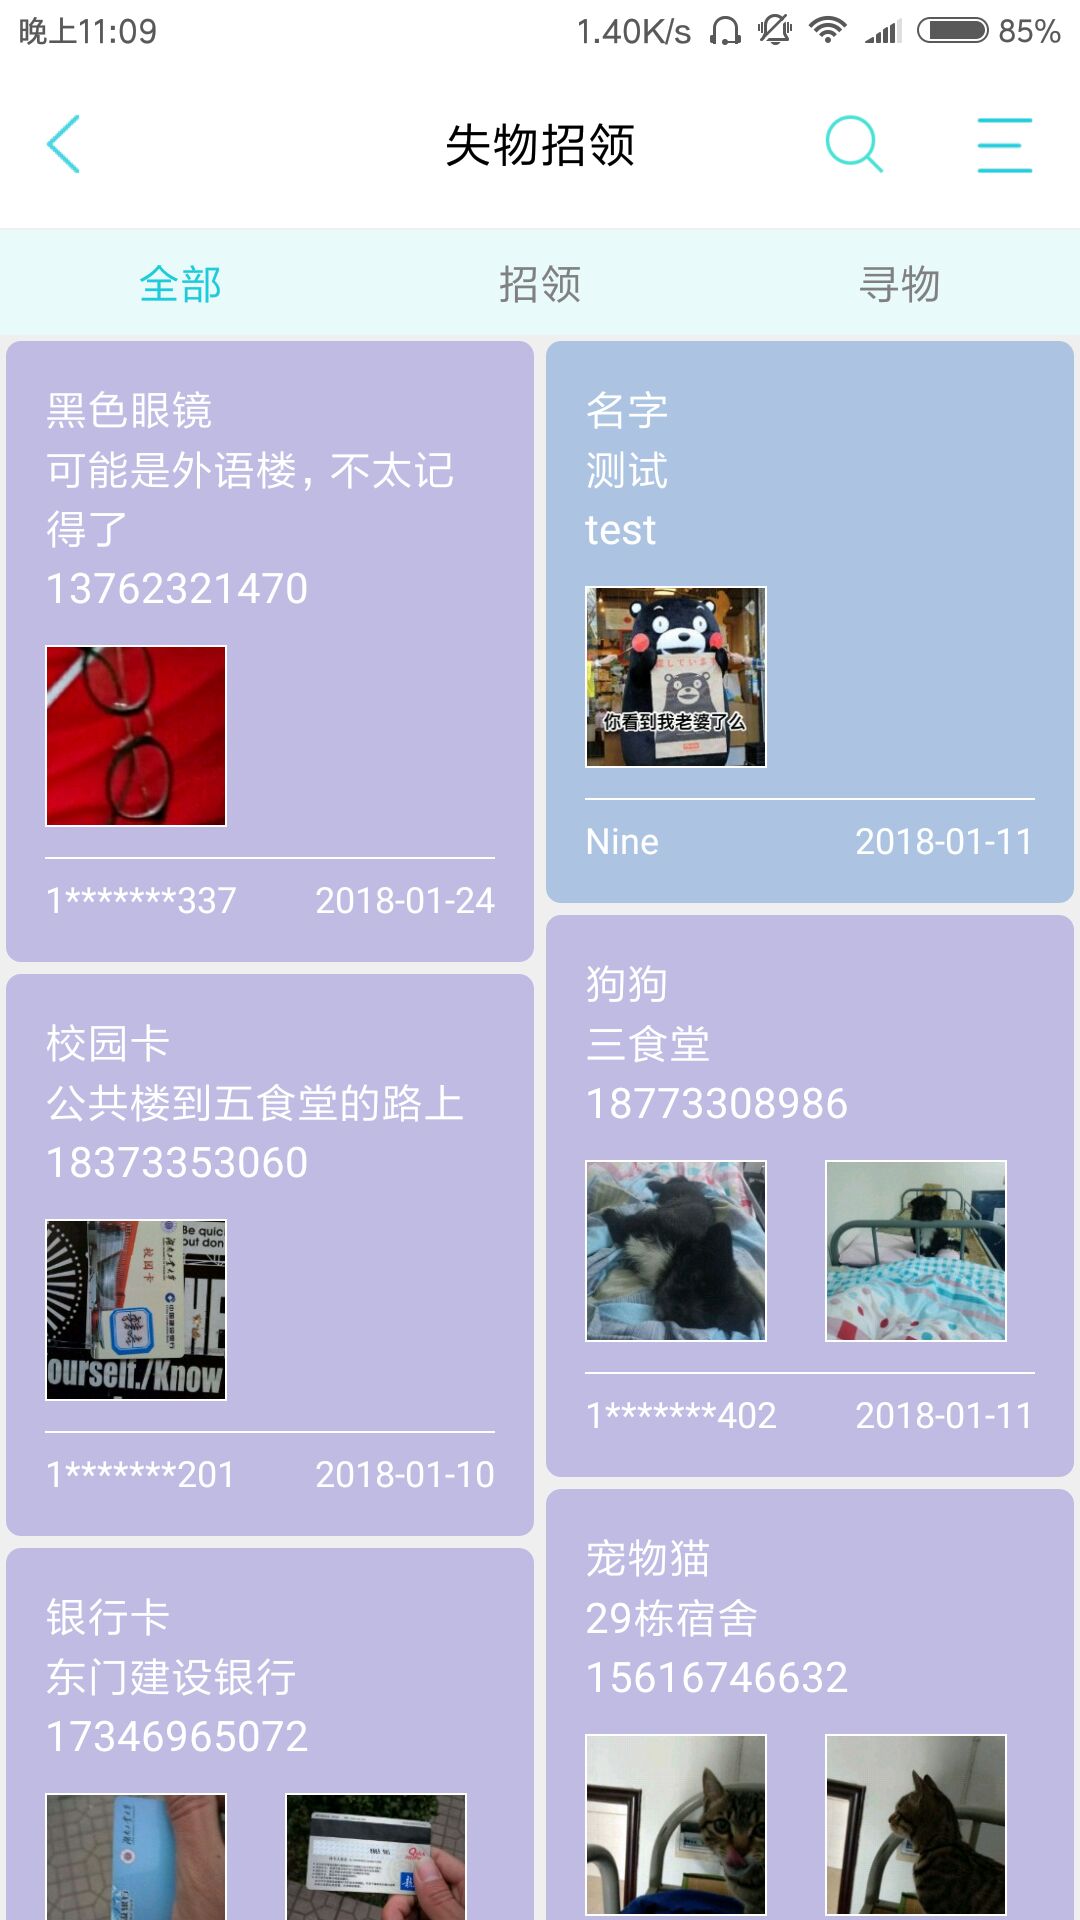 晚上11:09
1.40K/s
85%
失物招领
全部
招领
寻物
黑色眼镜
可能是外语楼，不太记
得了
13762321470
1*******337
2018-01-24
名字
测试
test
你看到我老婆了么
Nine
2018-01-11
校园卡
公共楼到五食堂的路上
18373353060
Be quic
out don
校园卡
ourself./Know
1*******201
2018-01-10
狗狗
三食堂
18773308986
1*******402
2018-01-11
银行卡
东门建设银行
17346965072
宠物猫
29栋宿舍
15616746632